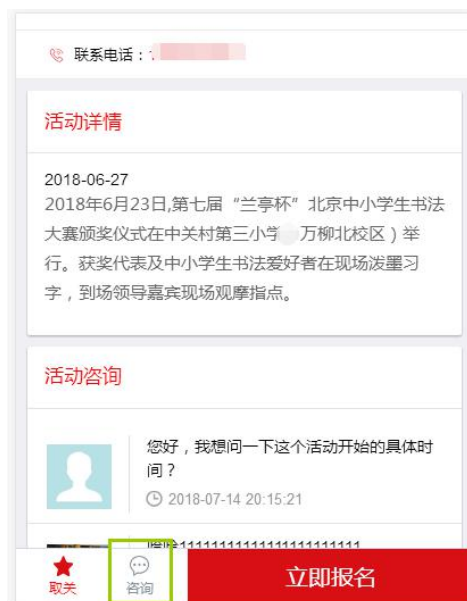 联系电话：
活动详情
2018-06-27
2018年6月23日,第七届“兰亭杯”北京中小学生书法
大赛颁奖仪式在中关村第三小学 万柳北校区）举
行。获奖代表及中小学生书法爱好者在现场泼墨习
字，到场领导嘉宾现场观摩指点。
活动咨询
您好，我想问一下这个活动开始的具体时
间？
2018-07-14 20:15:21
取关
咨询
立即报名